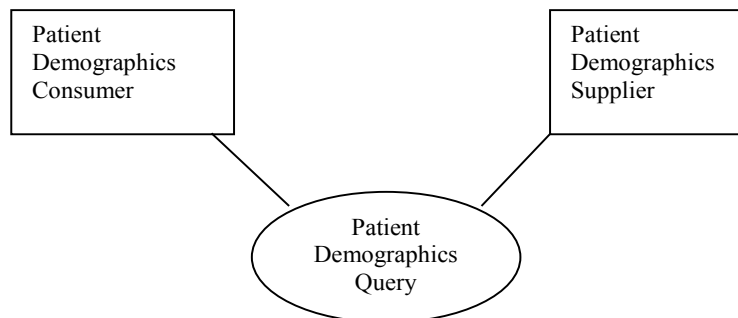 Patient
Demographics
Consumer
Patient
Demographics
Supplier
Patient
Demographics
Query